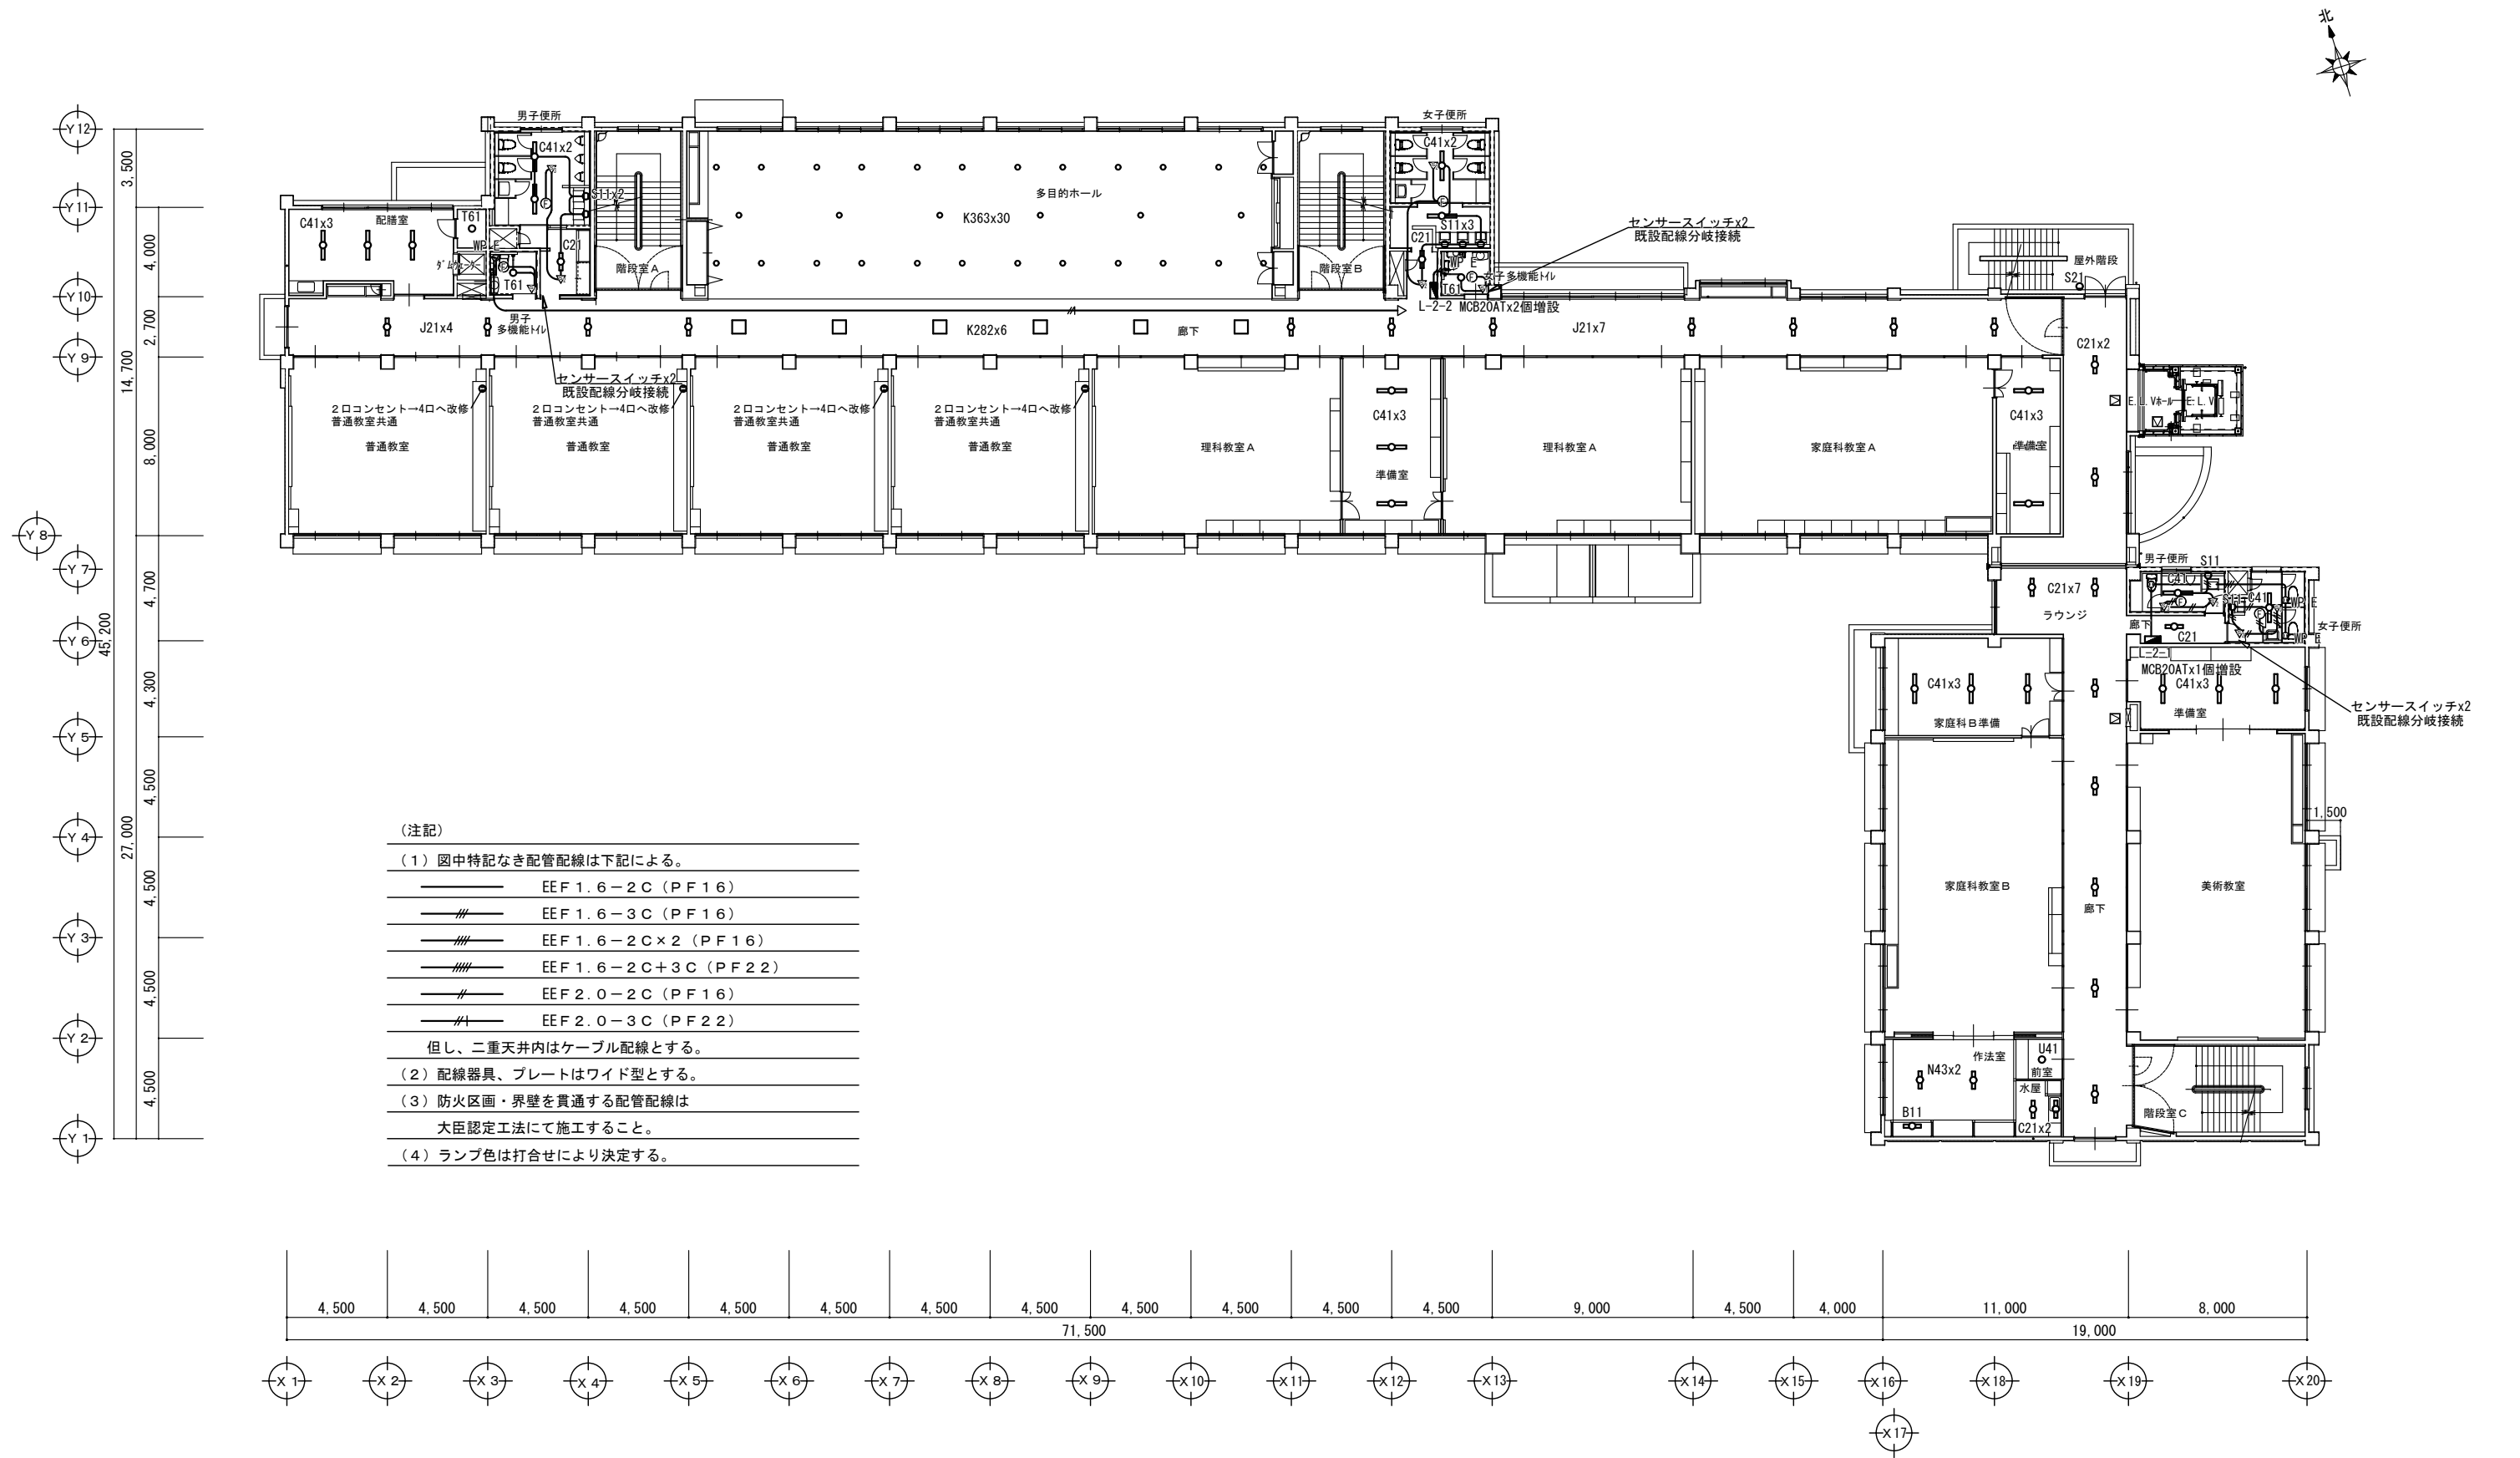 北
男子便所
女子便所
Y12
3,500
C41x2
C41x2
S11x2
多目的ホール
K363x30
Y11
配膳室
C41x3
T61
WP E
C21
階段室A
階段室B
S11x3
C21
WP E
センサースイッチx2
既設配線分岐接続
屋外階段
S21
4,000
ﾀﾞﾑｳｪｰﾀｰ
T61
女子多機能ﾄｲﾚ
T61
Y10
L-2-2 MCB20ATx2個増設
2,700
J21x4
男子
多機能ﾄｲﾚ
K282x6
廊下
J21x7
C21x2
Y9
14,700
センサースイッチx2
既設配線分岐接続
2口コンセント→4口へ改修
普通教室共通
普通教室
2口コンセント→4口へ改修
普通教室共通
普通教室
2口コンセント→4口へ改修
普通教室共通
普通教室
2口コンセント→4口へ改修
普通教室共通
普通教室
理科教室A
C41x3
準備室
理科教室A
家庭科教室A
C41x3
準備室
E.L.Vホール
E.L.V
8,000
Y8
Y7
4,700
45,200
男子便所
S11
C41
S11
C41
WP E
C21x7
ラウンジ
廊下
C21
女子便所
WP E
Y6
L-2-1
MCB20ATx1個増設
C41x3
準備室
C41x3
家庭科B準備
センサースイッチx2
既設配線分岐接続
4,300
Y5
4,500
1,500
Y4
27,000
4,500
家庭科教室B
廊下
美術教室
Y3
4,500
Y2
4,500
作法室
U41
前室
N43x2
水屋
B11
C21x2
階段室C
Y1
(注記)
(1)図中特記なき配管配線は下記による。
EEF1.6-2C(PF16)
EEF1.6-3C(PF16)
EEF1.6-2C×2(PF16)
EEF1.6-2C+3C(PF22)
EEF2.0-2C(PF16)
EEF2.0-3C(PF22)
但し、二重天井内はケーブル配線とする。
(2)配線器具、プレートはワイド型とする。
(3)防火区画・界壁を貫通する配管配線は
大臣認定工法にて施工すること。
(4)ランプ色は打合せにより決定する。
4,500 4,500 4,500 4,500 4,500 4,500 4,500 4,500 4,500 4,500 4,500 4,500 9,000 4,500 4,000 11,000 8,000
71,500 19,000
X1 X2 X3 X4 X5 X6 X7 X8 X9 X10 X11 X12 X13 X14 X15 X16 X18 X19 X20
X17